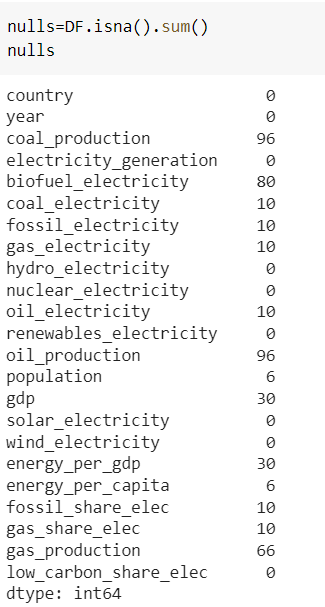 nulls=DF.isna().sum()
nulls
country 0
year 0
coal_production 96
electricity_generation 0
biofuel_electricity 80
coal_electricity 10
fossil_electricity 10
gas_electricity 10
hydro_electricity 0
nuclear_electricity 0
oil_electricity 10
renewables_electricity 0
oil_production 96
population 6
gdp 30
solar_electricity 0
wind_electricity 0
energy_per_gdp 30
energy_per_capita 6
fossil_share_elec 10
gas_share_elec 10
gas_production 66
low_carbon_share_elec 0
dtype: int64